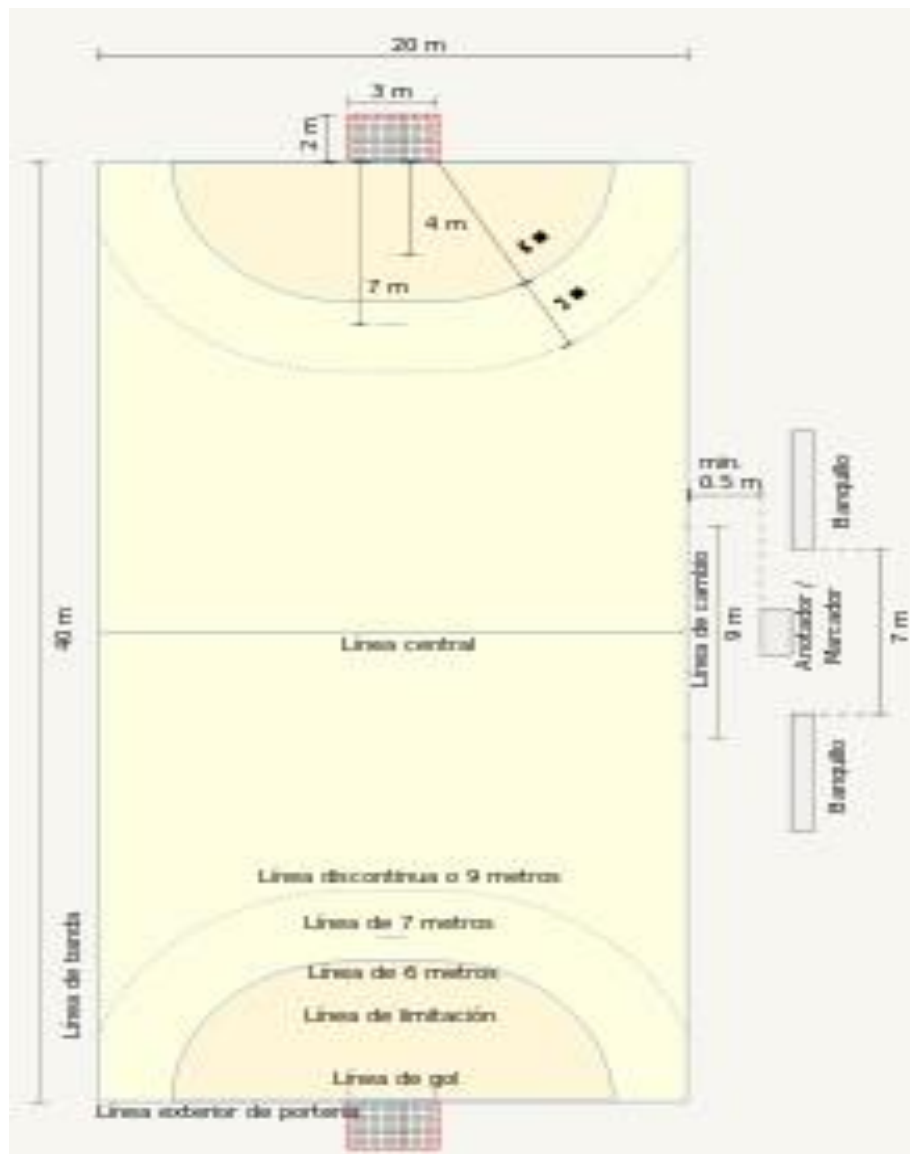 20 m
3 m
2 m
4 m
7 m
min.
0.5 m
Banquillo
Línea de cambio
9 m
Anotador /
Marcador
7 m
40 m
Línea central
Banquillo
Línea discontinua o 9 metros
Línea de 7 metros
Línea de banda
Línea de 6 metros
Línea de limitación
Línea de gol
Línea exterior de portería